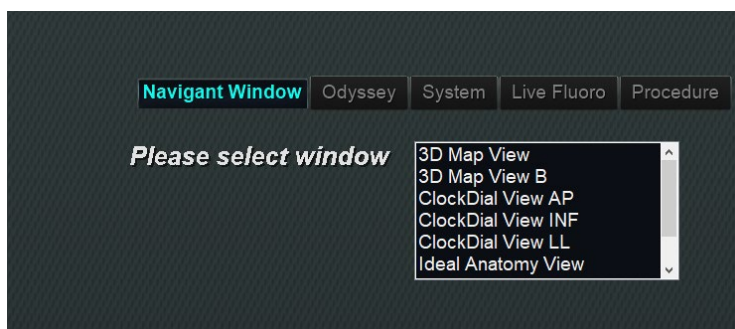 Navigant Window Odyssey System Live Fluoro Procedure
Please select window
3D Map View
3D Map View B
ClockDial View AP
ClockDial View INF
ClockDial View LL
Ideal Anatomy View